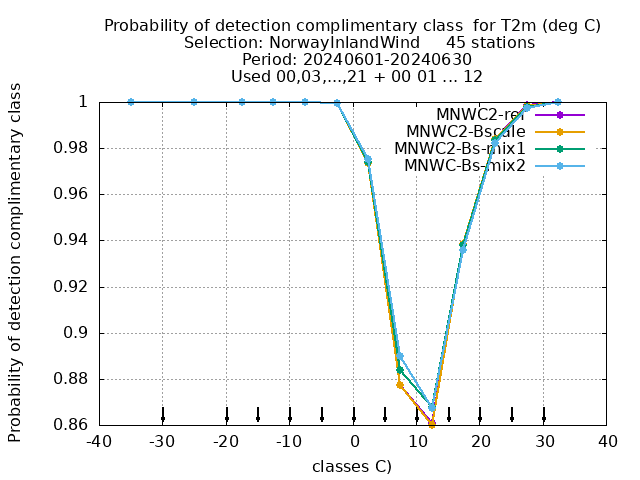 Probability of detection complimentary class for T2m (deg C)
Selection: NorwayInlandWind 45 stations
Period: 20240601-20240630
Used 00,03,...,21 + 00 01 ... 12
Probability of detection complimentary class
1
0.98
0.96
0.94
0.92
0.9
0.88
0.86
MNWC2-ref
MNWC2-Bscale
MNWC2-Bs-mix1
MNWC-Bs-mix2
-40 -30 -20 -10 0 10 20 30 40
classes C)